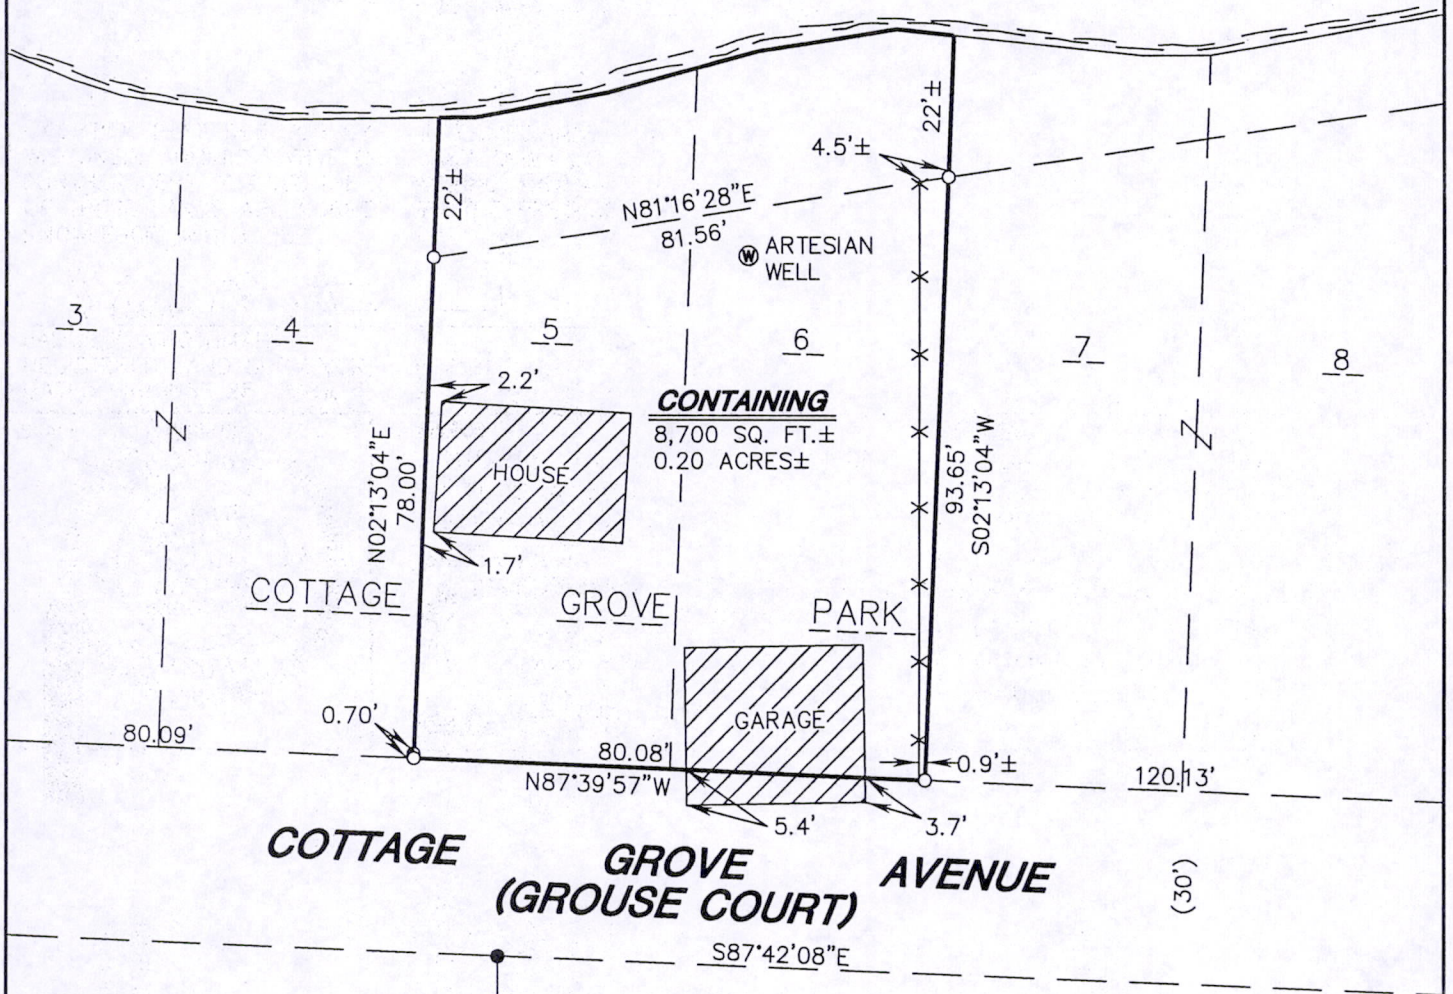 22'±
4.5'±
22'±
N81°16'28"E
81.56'
W
ARTESIAN
WELL
3
4
5
6
7
8
2.2'
CONTAINING
8,700 SQ. FT.±
0.20 ACRES±
HOUSE
N02°13'04"E
78.00'
93.65'
S02°13'04"W
1.7'
COTTAGE GROVE PARK
GARAGE
0.70'
80.09'
80.08'
N87°39'57"W
0.9'±
120.13'
5.4'
3.7'
COTTAGE GROVE AVENUE
(GROUSE COURT)
(30')
S87°42'08"E